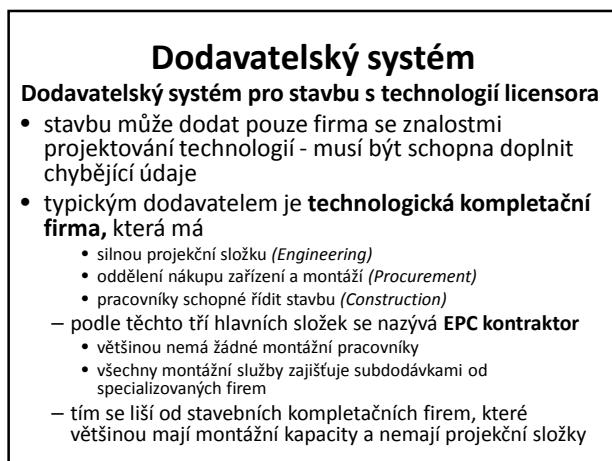 Dodavatelský systém
Dodavatelský systém pro stavbu s technologií licensora
• stavbu může dodat pouze firma se znalostmi
projektování technologií - musí být schopna doplnit
chybějící údaje
• typickým dodavatelem je technologická kompletační
firma, která má
• silnou projekční složku (Engineering)
• oddělení nákupu zařízení a montáží (Procurement)
• pracovníky schopné řídit stavbu (Construction)
– podle těchto tří hlavních složek se nazývá EPC kontraktor
• většinou nemá žádné montážní pracovníky
• všechny montážní služby zajišťuje subdodávkami od
specializovaných firem
– tím se liší od stavebních kompletačních firem, které
většinou mají montážní kapacity a nemají projekční složky